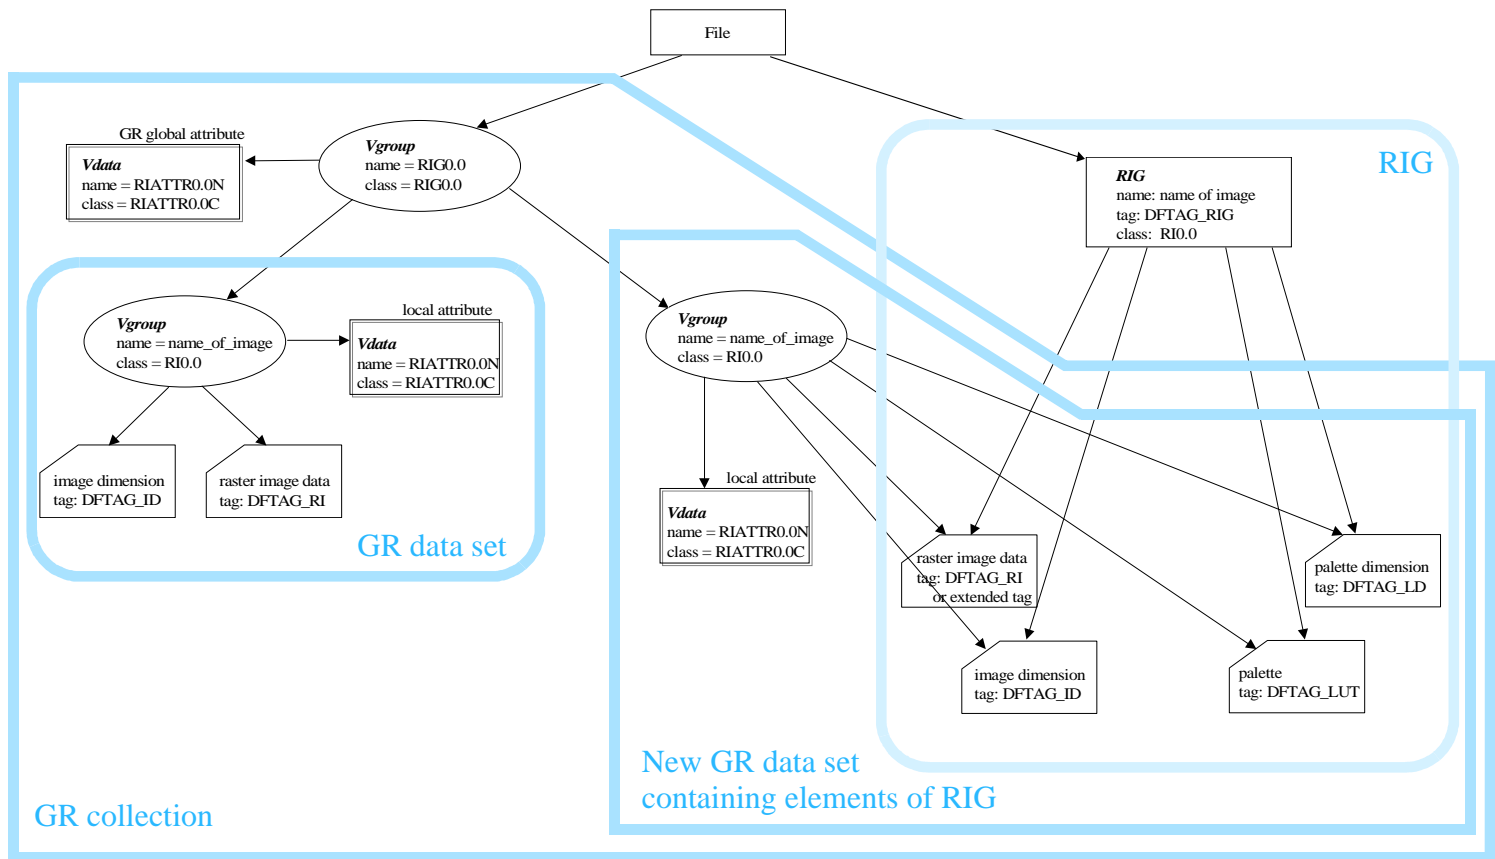 File
GR global attribute
Vdata
name = RIATTR0.0N
class = RIATTR0.0C
Vgroup
name = RIG0.0
class = RIG0.0
RIG
RIG
name: name of image
tag: DFTAG_RIG
class: RI0.0
Vgroup
name = name_of_image
class = RI0.0
local attribute
Vdata
name = RIATTR0.0N
class = RIATTR0.0C
image dimension
tag: DFTAG_ID
raster image data
tag: DFTAG_RI
GR data set
Vgroup
name = name_of_image
class = RI0.0
local attribute
Vdata
name = RIATTR0.0N
class = RIATTR0.0C
raster image data
tag: DFTAG_RI
or extended tag
palette dimension
tag: DFTAG_LD
image dimension
tag: DFTAG_ID
palette
tag: DFTAG_LUT
New GR data set
containing elements of RIG
GR collection